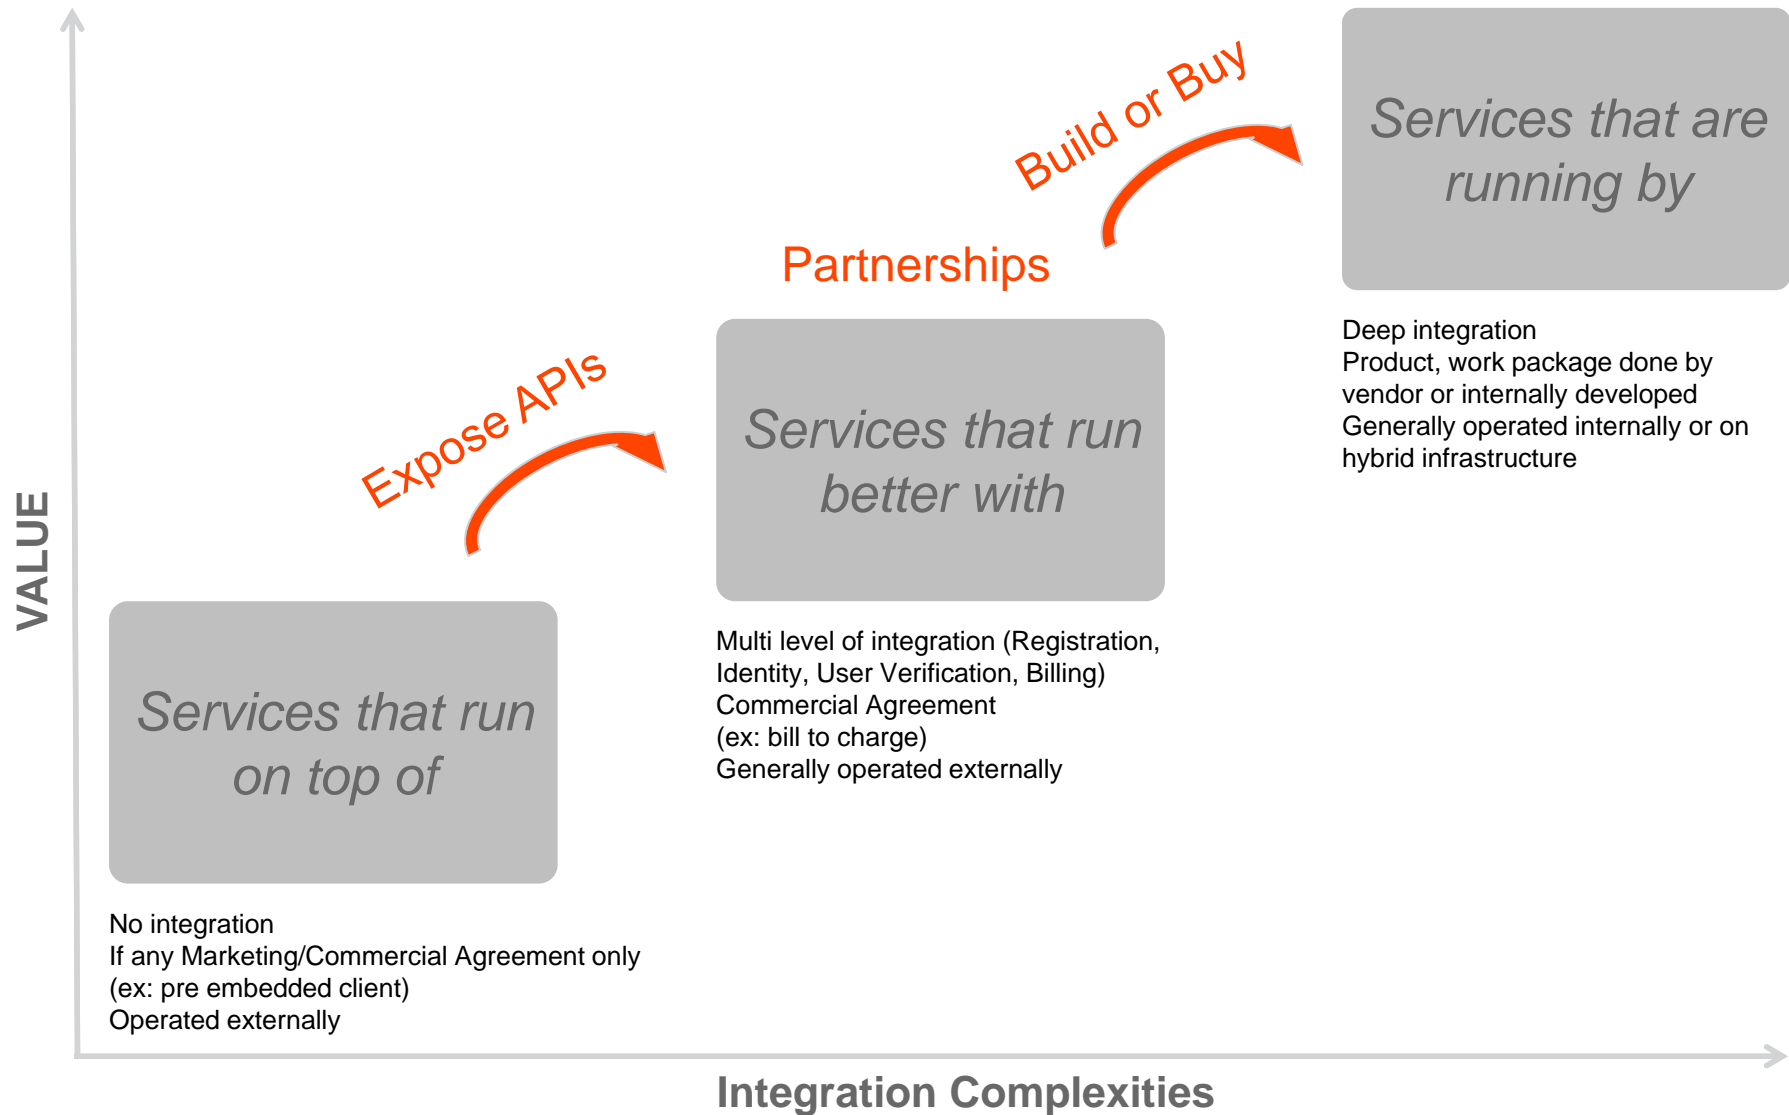 VALUE
Services that run
on top of
No integration
If any Marketing/Commercial Agreement only
(ex: pre embedded client)
Operated externally
Expose APIs
Partnerships
Services that run
better with
Multi level of integration (Registration,
Identity, User Verification, Billing)
Commercial Agreement
(ex: bill to charge)
Generally operated externally
Build or Buy
Services that are
running by
Deep integration
Product, work package done by
vendor or internally developed
Generally operated internally or on
hybrid infrastructure
Integration Complexities